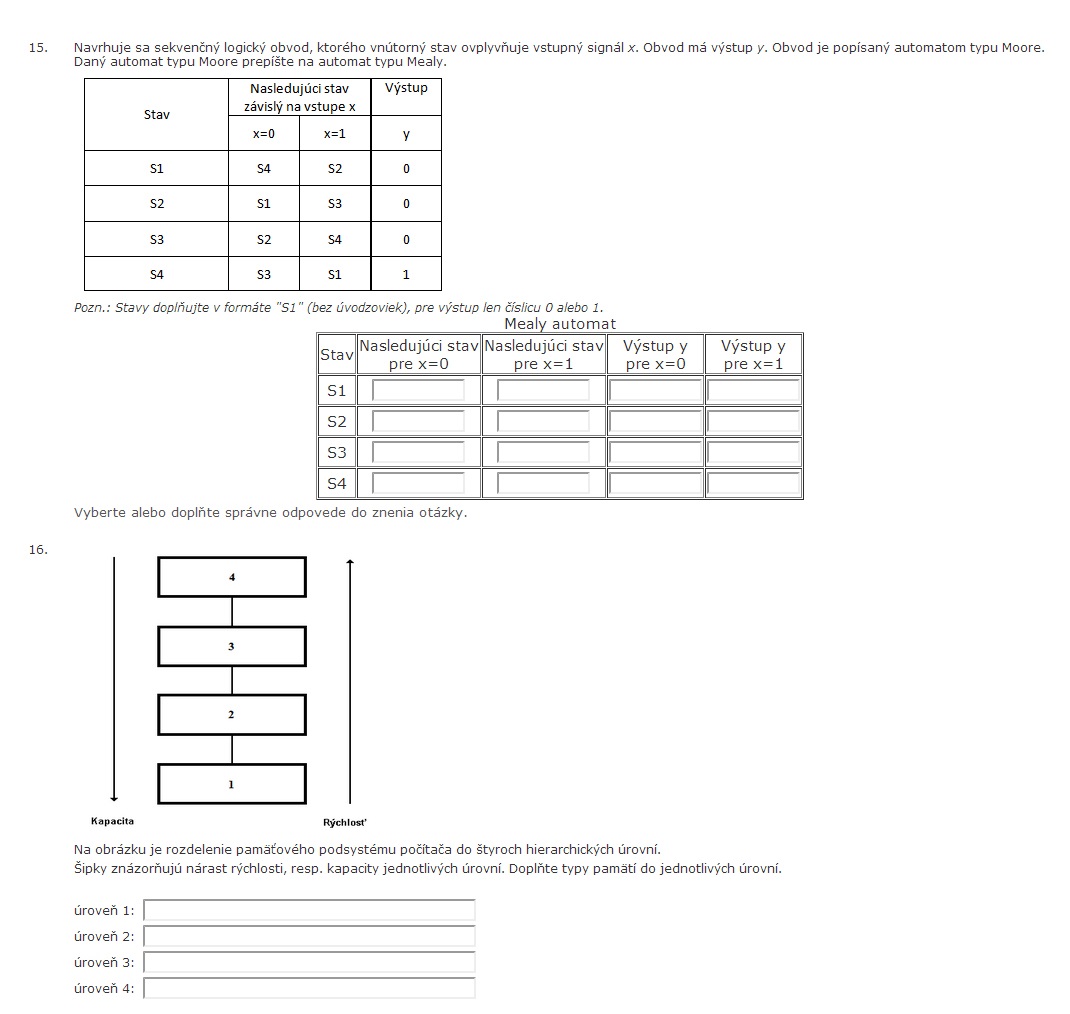 15. Navrhuje sa sekvenčný logický obvod, ktorého vnútorný stav ovplyvňuje vstupný signál x. Obvod má výstup y. Obvod je popísaný automatom typu Moore.
Daný automat typu Moore prepíšte na automat typu Mealy.
Stav Nasledujúci stav závislý na vstupe x Výstup
x=0 x=1 y
S1 S4 S2 0
S2 S1 S3 0
S3 S2 S4 0
S4 S3 S1 1
Pozn.: Stavy doplňujte v formáte "S1" (bez úvodzoviek), pre výstup len číslicu 0 alebo 1.
Mealy automat
Stav Nasledujúci stav pre x=0 Nasledujúci stav pre x=1 Výstup y pre x=0 Výstup y pre x=1
S1
S2
S3
S4
Vyberte alebo doplňte správne odpovede do znenia otázky.
16.
4
3
2
1
Kapacita
Rýchlosť
Na obrázku je rozdelenie pamäťového podsystému počítača do štyroch hierarchických úrovní.
Šipky znázorňujú nárast rýchlosti, resp. kapacity jednotlivých úrovní. Doplňte typy pamätí do jednotlivých úrovní.
úroveň 1:
úroveň 2:
úroveň 3:
úroveň 4: